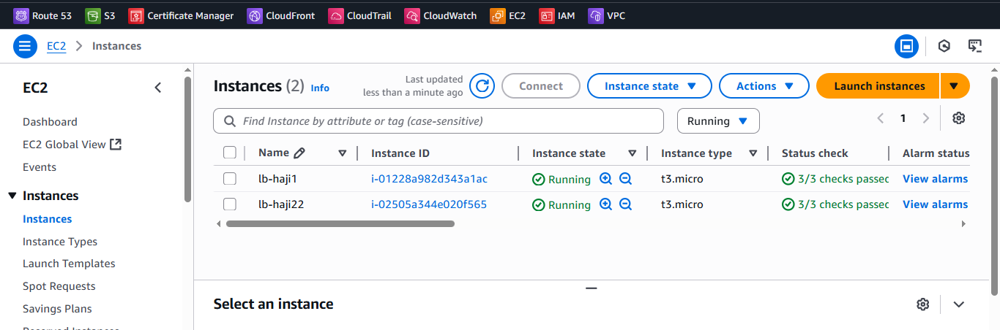 Route 53 S3 Certificate Manager CloudFront CloudTrail CloudWatch EC2 IAM VPC
EC2 Instances
EC2
Dashboard
EC2 Global View
Events
Instances
Instances
Instance Types
Launch Templates
Spot Requests
Savings Plans
Reserved Instances
Instances (2) Info
Last updated
less than a minute ago
Connect Instance state Actions Launch instances
Find Instance by attribute or tag (case-sensitive) Running 1
Name Instance ID Instance state Instance type Status check Alarm status
lb-haji1 i-01228a982d343a1ac Running t3.micro 3/3 checks passed View alarms
lb-haji22 i-02505a344e020f565 Running t3.micro 3/3 checks passed View alarms
Select an instance